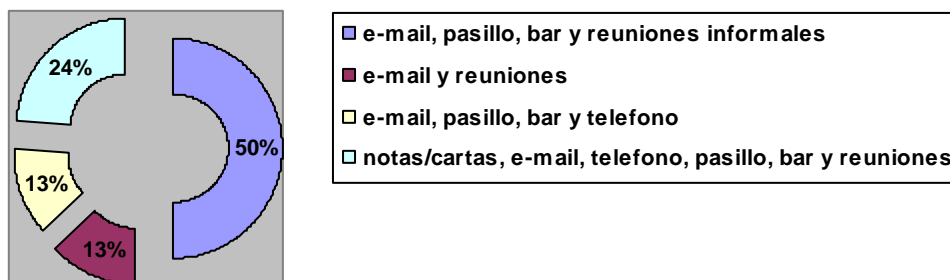 24%
50%
13%
13%
e-mail, pasillo, bar y reuniones informales
e-mail y reuniones
e-mail, pasillo, bar y telefono
notas/cartas, e-mail, telefono, pasillo, bar y reuniones